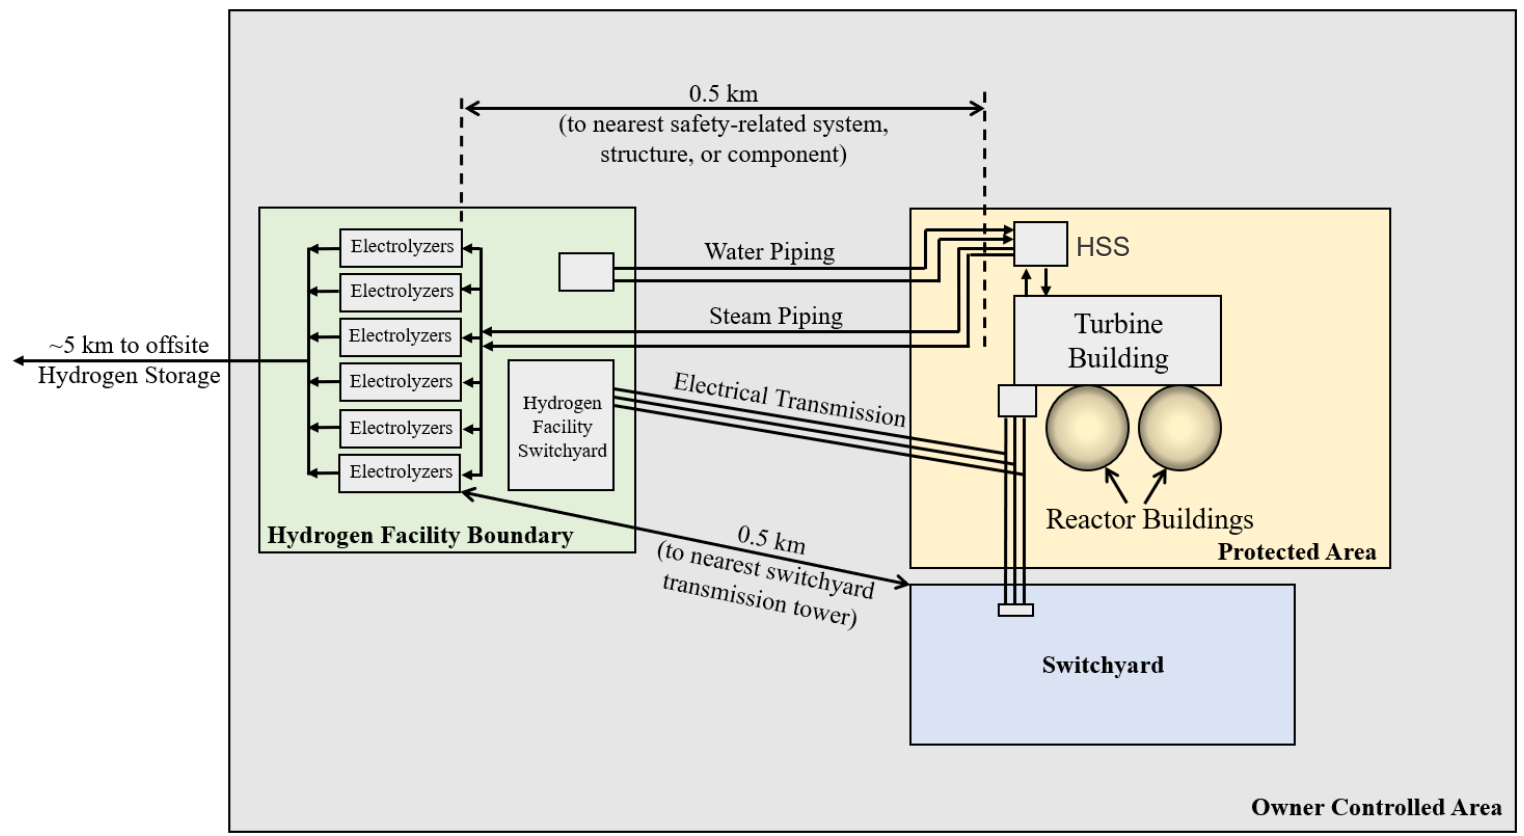 0.5 km
(to nearest safety-related system,
structure, or component)
Electrolyzers
Electrolyzers
Electrolyzers
Electrolyzers
Electrolyzers
Electrolyzers
~5 km to offsite
Hydrogen Storage
Hydrogen
Facility
Switchyard
Hydrogen Facility Boundary
Water Piping
Steam Piping
Electrical Transmission
0.5 km
(to nearest switchyard
transmission tower)
HSS
Turbine
Building
Reactor Buildings
Protected Area
Switchyard
Owner Controlled Area